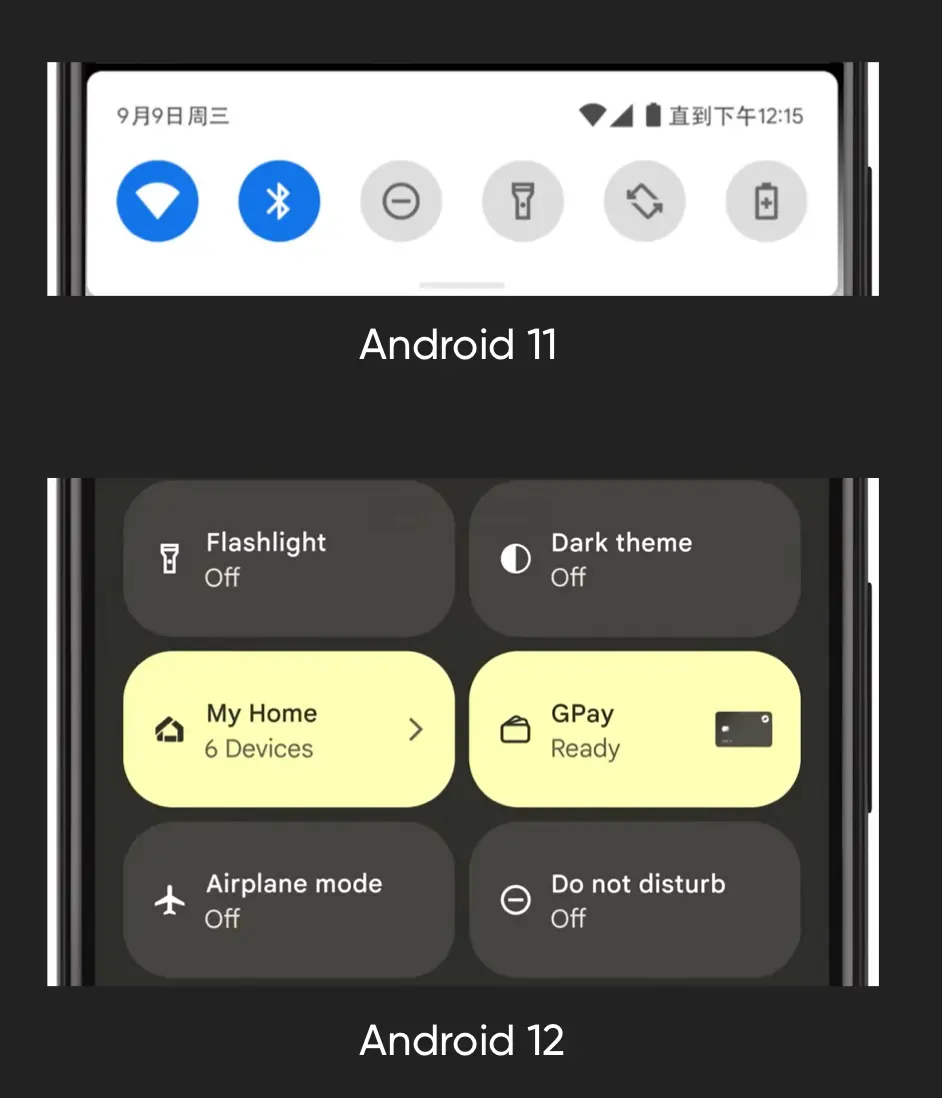 9月9日周三
直到下午12:15
Android 11
Flashlight
Off
Dark theme
Off
My Home
6 Devices
GPay
Ready
Airplane mode
Off
Do not disturb
Off
Android 12